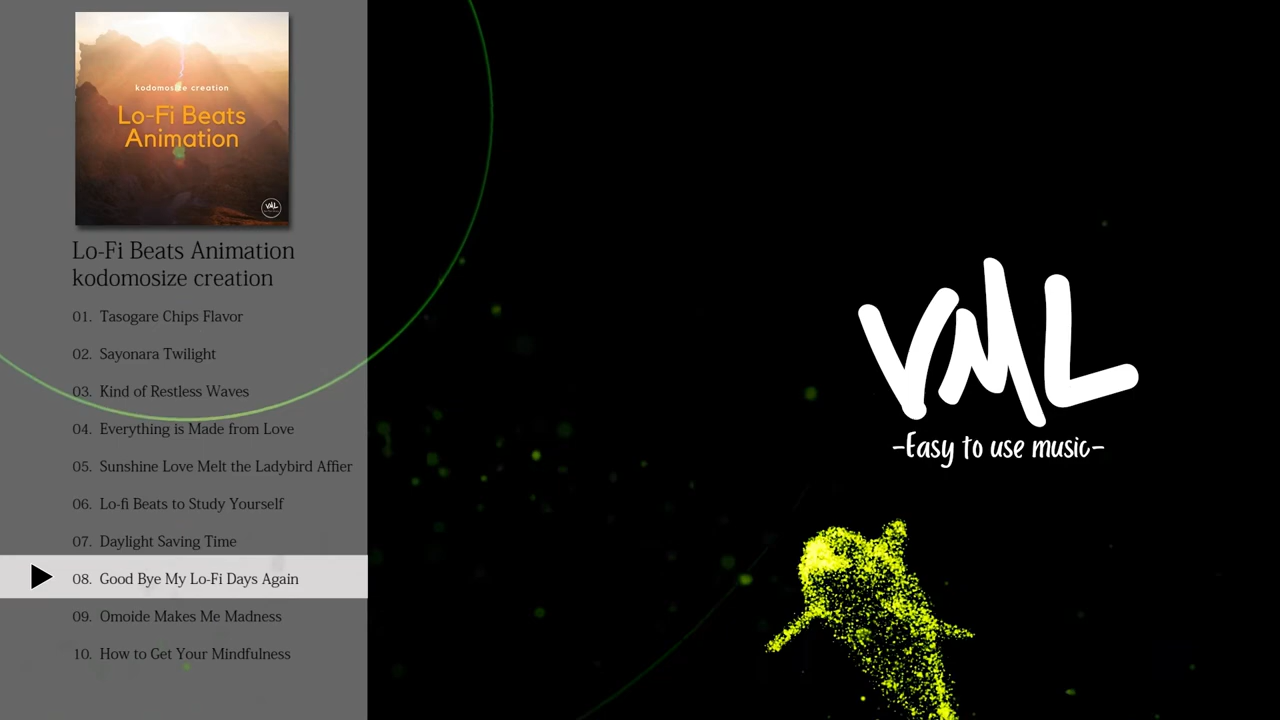 kodomosize creation
Lo-Fi Beats
Animation
VML
Lo-Fi Beats Animation
kodomosize creation
01. Tasogare Chips Flavor
02. Sayonara Twilight
03. Kind of Restless Waves
04. Everything is Made from Love
05. Sunshine Love Melt the Ladybird Affier
06. Lo-fi Beats to Study Yourself
07. Daylight Saving Time
08. Good Bye My Lo-Fi Days Again
09. Omoide Makes Me Madness
10. How to Get Your Mindfulness
VML
-Easy to use music-